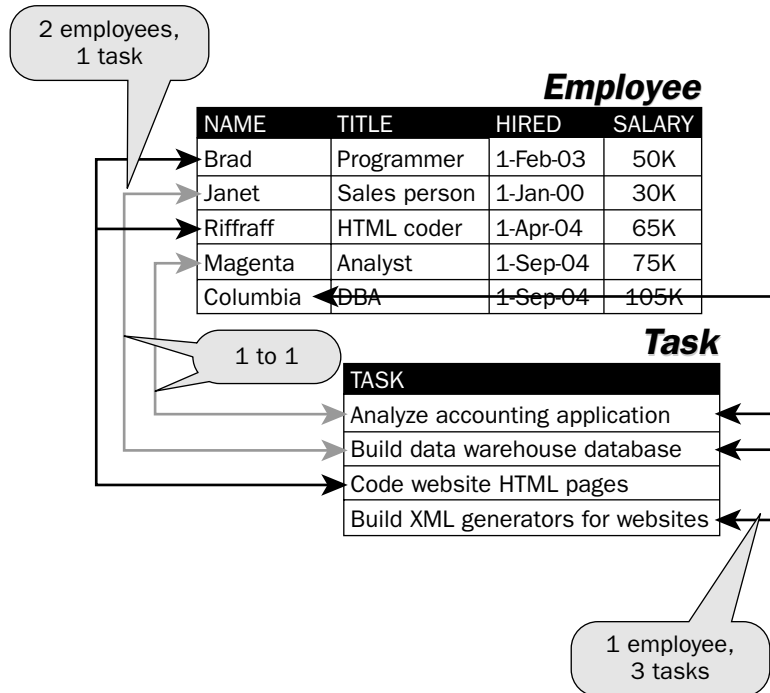 2 employees,
1 task
Employee
NAME TITLE HIRED SALARY
Brad Programmer 1-Feb-03 50K
Janet Sales person 1-Jan-00 30K
Riffraff HTML coder 1-Apr-04 65K
Magenta Analyst 1-Sep-04 75K
Columbia DBA 1-Sep-04 105K
1 to 1
Task
TASK
Analyze accounting application
Build data warehouse database
Code website HTML pages
Build XML generators for websites
1 employee,
3 tasks